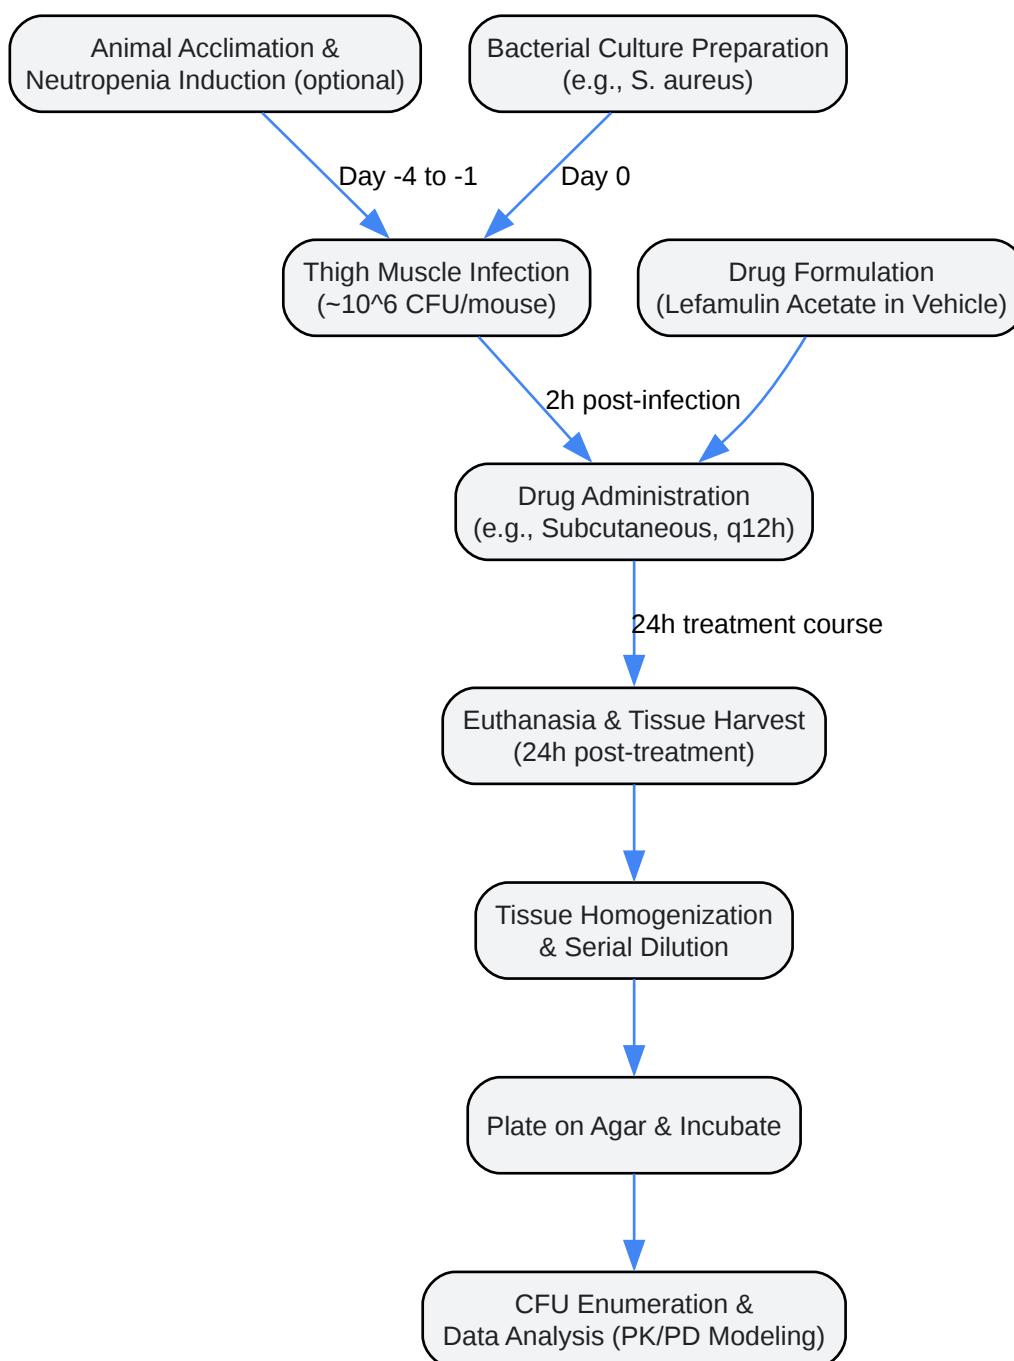 Animal Acclimation &
Neutropenia Induction (optional)
Bacterial Culture Preparation
(e.g., S. aureus)
Day -4 to -1
Day 0
Thigh Muscle Infection
(~10^6 CFU/mouse)
Drug Formulation
(Lefamulin Acetate in Vehicle)
2h post-infection
Drug Administration
(e.g., Subcutaneous, q12h)
24h treatment course
Euthanasia & Tissue Harvest
(24h post-treatment)
Tissue Homogenization
& Serial Dilution
Plate on Agar & Incubate
CFU Enumeration &
Data Analysis (PK/PD Modeling)